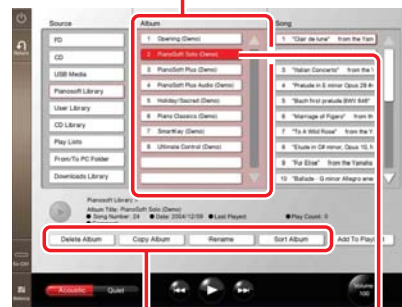 Source
Album
Song
FD
CD
USB Media
Pianosoft Library
User Library
CD Library
Play Lists
From/To PC Folder
Downloads Library
1 Opening (Demo)
2 PianoSoft Solo (Demo)
3 PianoSoft Plus (Demo)
4 PianoSoft Plus Audio (Demo)
5 Holiday/Sacred (Demo)
6 Piano Classics (Demo)
7 SmartKey (Demo)
8 Ultimate Control (Demo)
1 "Clair de lune" from the Yam
3 "Italian Concerto" from the
4 "Prelude in E minor Opus 28
5 "Bach first prelude BWV 846"
6 "Marriage of Figaro" from th
7 "To A Wild Rose" from the Y
8 "Etude in C# minor, Opus 10,
9 "Fur Elise" from the Yamaha
10 "Ballade - G minor Allegro ame
Pianosoft Library >
Album Title: PianoSoft Solo (Demo)
● Song Number: 24 ● Date: 2004/12/09 ● Last Played: ● Play Count: 0
Delete Album
Copy Album
Rename
Sort Album
Add To Playlist
Acoustic
Quiet
Volume
100
Balance